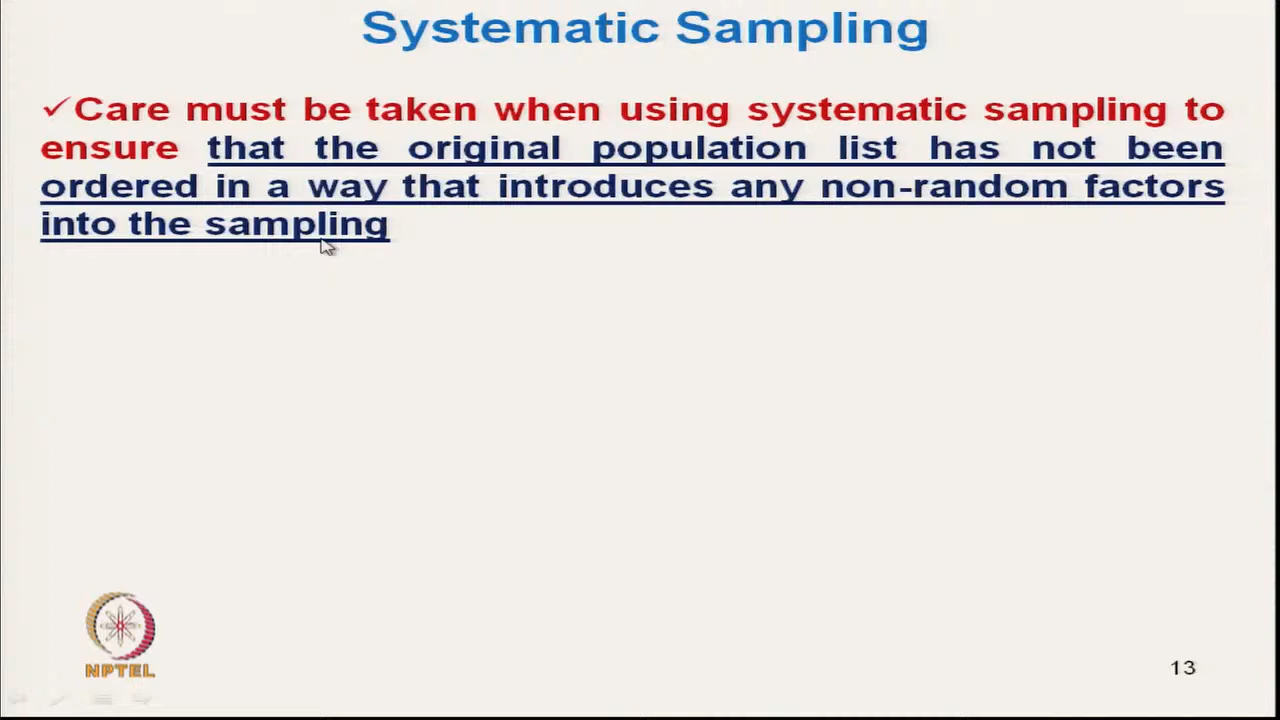 Systematic Sampling
✓Care must be taken when using systematic sampling to
ensure that the original population list has not been
ordered in a way that introduces any non-random factors
into the sampling
NPTEL
13